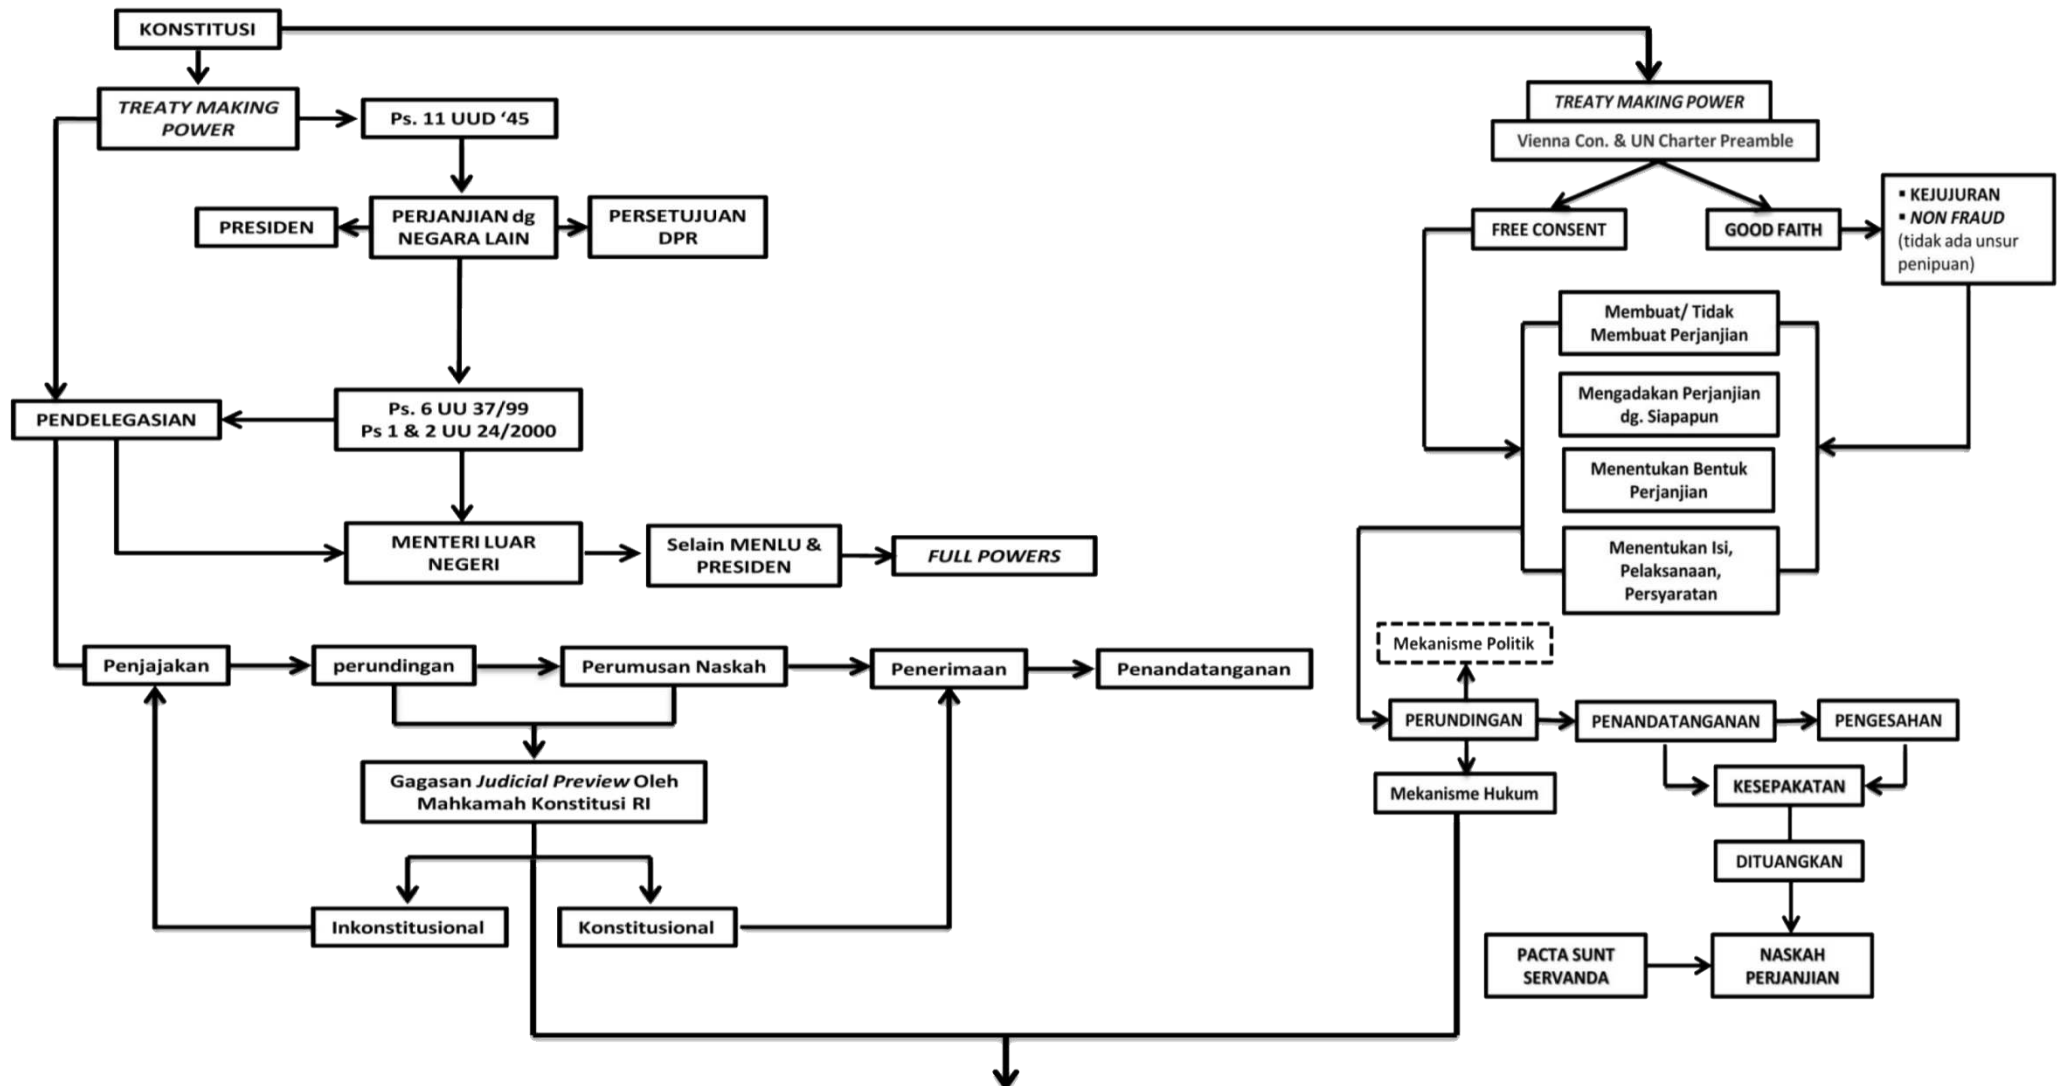 KONSTITUSI
TREATY MAKING
POWER
Ps. 11 UUD ‘45
PRESIDEN
PERJANJIAN dg
NEGARA LAIN
PERSETUJUAN
DPR
PENDELEGASIAN
Ps. 6 UU 37/99
Ps 1 & 2 UU 24/2000
MENTERI LUAR
NEGERI
Selain MENLU &
PRESIDEN
FULL POWERS
Penjajakan
perundingan
Perumusan Naskah
Penerimaan
Penandatanganan
Gagasan Judicial Preview Oleh
Mahkamah Konstitusi RI
Inkonstitusional
Konstitusional
TREATY MAKING POWER
Vienna Con. & UN Charter Preamble
FREE CONSENT
GOOD FAITH
▪ KEJUJURAN
▪ NON FRAUD
(tidak ada unsur
penipuan)
Membuat/ Tidak
Membuat Perjanjian
Mengadakan Perjanjian
dg. Siapapun
Menentukan Bentuk
Perjanjian
Menentukan Isi,
Pelaksanaan,
Persyaratan
Mekanisme Politik
PERUNDINGAN
PENANDATANGANAN
PENGESAHAN
Mekanisme Hukum
KESEPAKATAN
DITUANGKAN
PACTA SUNT
SERVANDA
NASKAH
PERJANJIAN